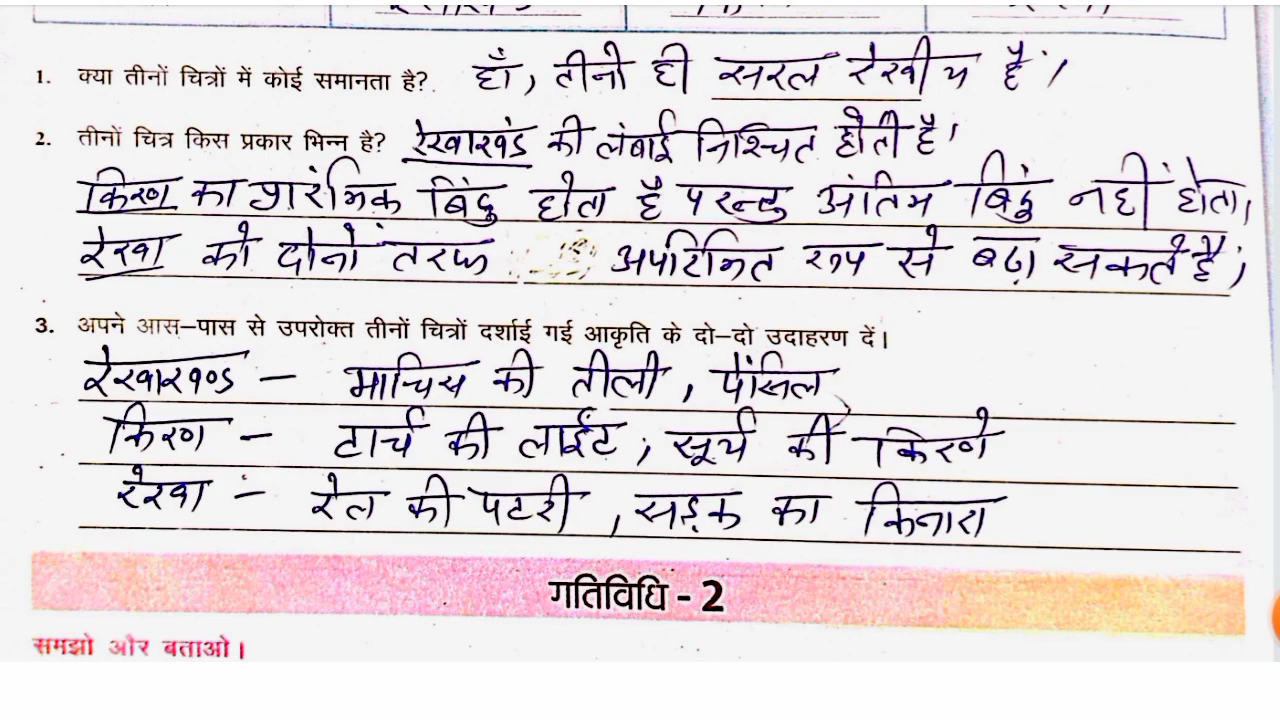 1. क्या तीनों चित्रों में कोई समानता है? हाँ, तीनो ही सरल रेखीय है।
2. तीनों चित्र किस प्रकार भिन्न है? रेखाखंड की लंबाई निश्चित होती है।
किरण का प्रारंभिक बिंदु होता है परन्तु अंतिम बिंदु नहीं होता।
रेखा को दोनो तरफ अपरिमित रूप से बढ़ा सकते है।
3. अपने आस–पास से उपरोक्त तीनों चित्रों दर्शाई गई आकृति के दो–दो उदाहरण दें।
रेखाखण्ड – माचिस की तीली, पैंसिल
किरण – टार्च की लाईट, सूर्य की किरणे
रेखा – रेल की पटरी, सड़क का किनारा
गतिविधि - 2
समझो और बताओ।